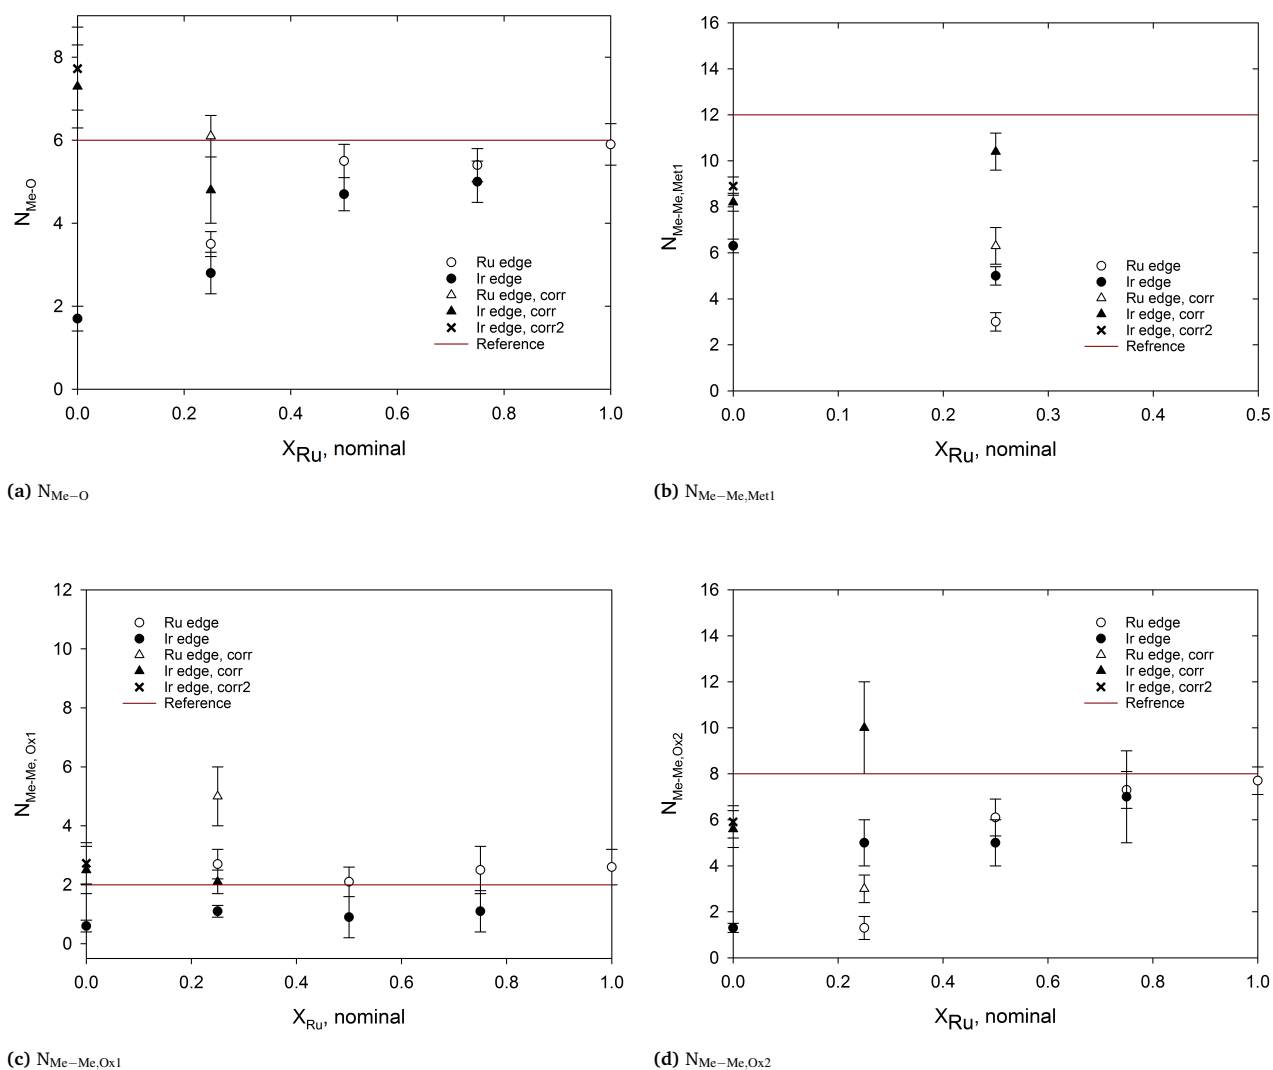 8
6
4
2
0
N_Me-O
Ru edge
Ir edge
Ru edge, corr
Ir edge, corr
Ir edge, corr2
Reference
0.0 0.2 0.4 0.6 0.8 1.0
X_Ru, nominal
(a) N_Me−O
16
14
12
10
8
6
4
2
0
N_Me-Me,Met1
Ru edge
Ir edge
Ru edge, corr
Ir edge, corr
Ir edge, corr2
Refrence
0.0 0.1 0.2 0.3 0.4 0.5
X_Ru, nominal
(b) N_Me−Me,Met1
12
10
8
6
4
2
0
N_Me-Me, Ox1
Ru edge
Ir edge
Ru edge, corr
Ir edge, corr
Ir edge, corr2
Reference
0.0 0.2 0.4 0.6 0.8 1.0
X_Ru, nominal
(c) N_Me−Me,Ox1
16
14
12
10
8
6
4
2
0
N_Me-Me,Ox2
Ru edge
Ir edge
Ru edge, corr
Ir edge, corr
Ir edge, corr2
Refrence
0.0 0.2 0.4 0.6 0.8 1.0
X_Ru, nominal
(d) N_Me−Me,Ox2